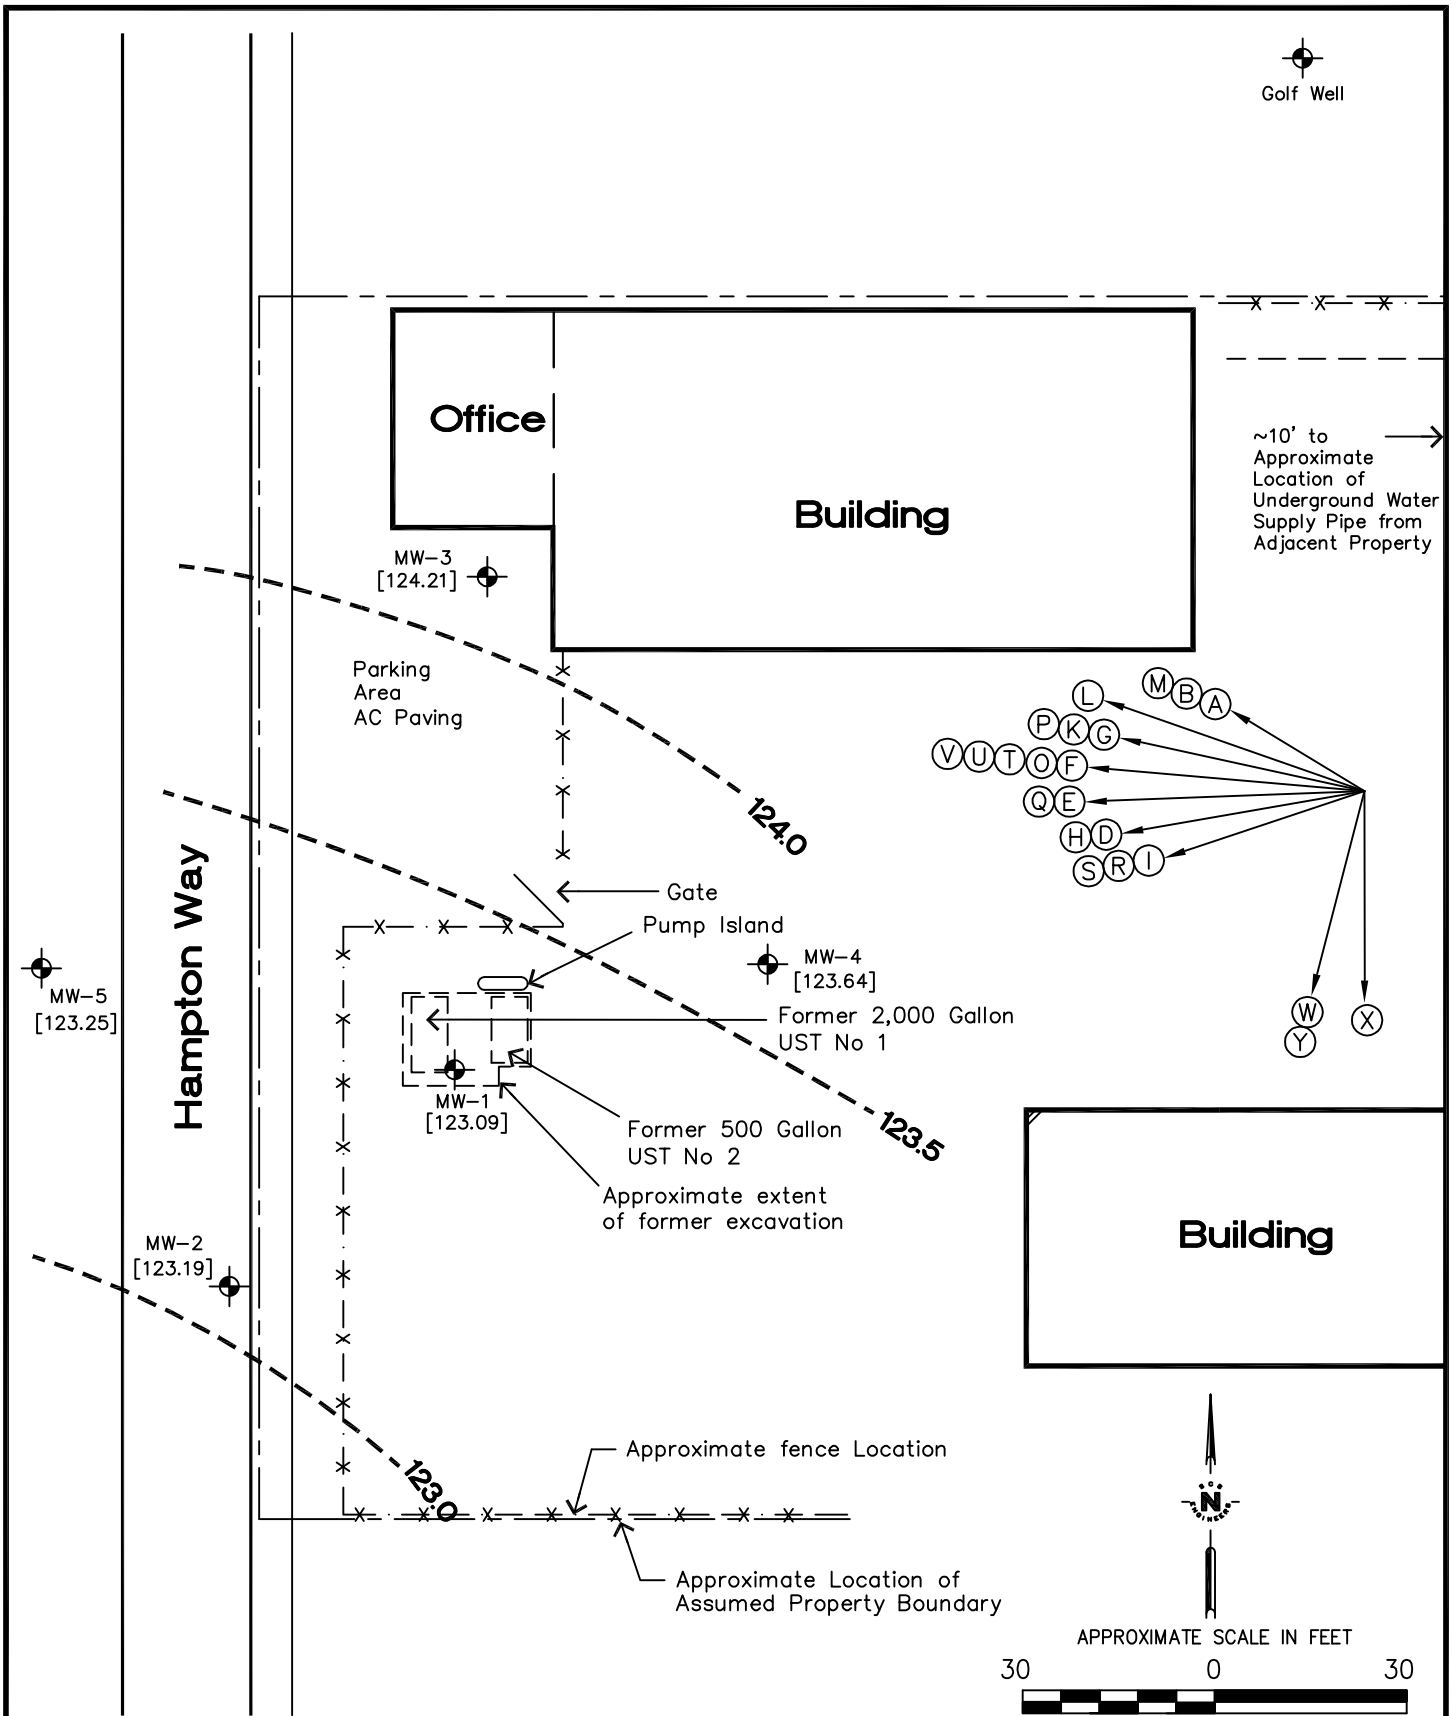 Golf Well
Office
Building
~10' to
Approximate
Location of
Underground Water
Supply Pipe from
Adjacent Property
MW-3
[124.21]
Parking
Area
AC Paving
124.0
M B A
L
P K G
V U T O F
Q E
H D
S R I
W
Y
X
Hampton Way
Gate
Pump Island
MW-4
[123.64]
MW-5
[123.25]
Former 2,000 Gallon
UST No 1
MW-1
[123.09]
Former 500 Gallon
UST No 2
123.5
Approximate extent
of former excavation
MW-2
[123.19]
Building
123.0
Approximate fence Location
Approximate Location of
Assumed Property Boundary
SCS
N
ENGINEERS
APPROXIMATE SCALE IN FEET
30 0 30
X X X
X
X
X
X
X X X
X
X
X
X
X
X
X
X
X
X X X X X X X X